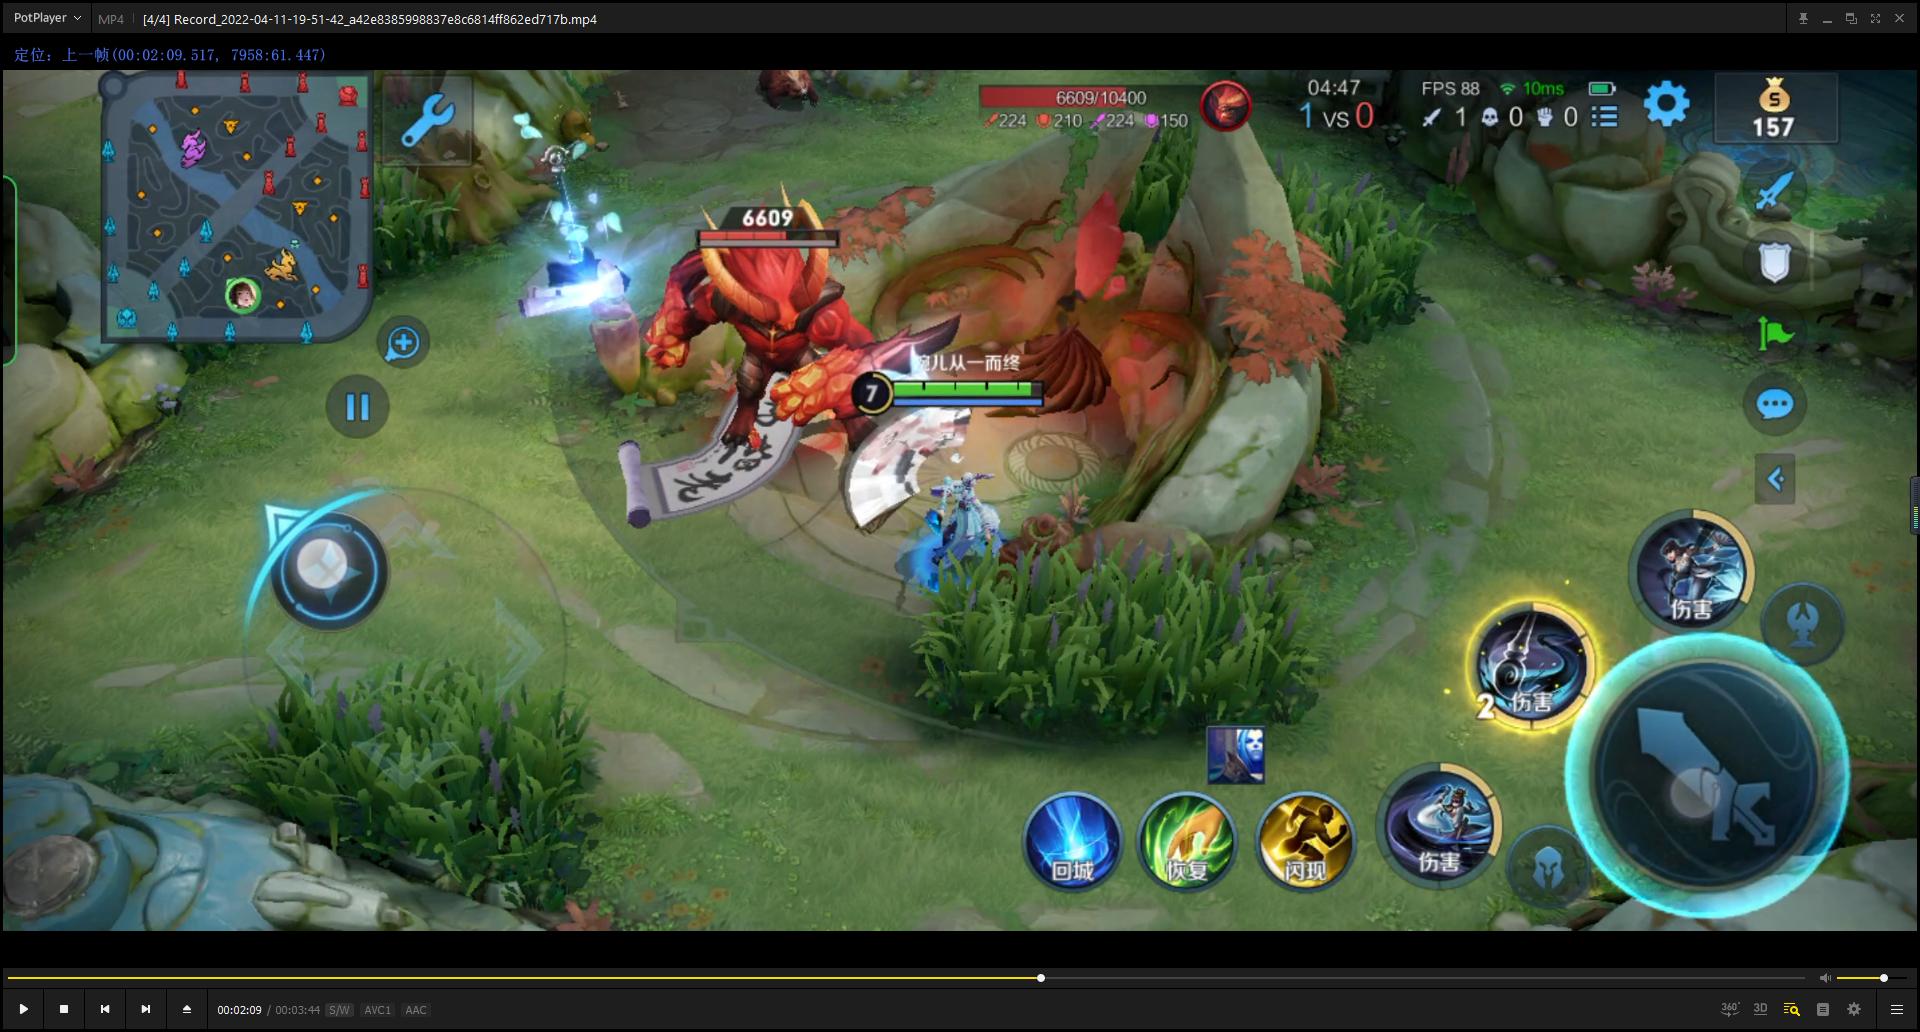 PotPlayer
MP4
[4/4] Record_2022-04-11-19-51-42_a42e8385998837e8c6814ff862ed717b.mp4
定位: 上一帧(00:02:09.517, 7958:61.447)
6609/10400
224 210 224 150
04:47
1 VS 0
FPS 88 10ms
1 0 0
157
6609
婉儿从一而终
7
伤害
2 伤害
伤害
回城
恢复
闪现
00:02:09 / 00:03:44 S/W AVC1 AAC
360°
3D